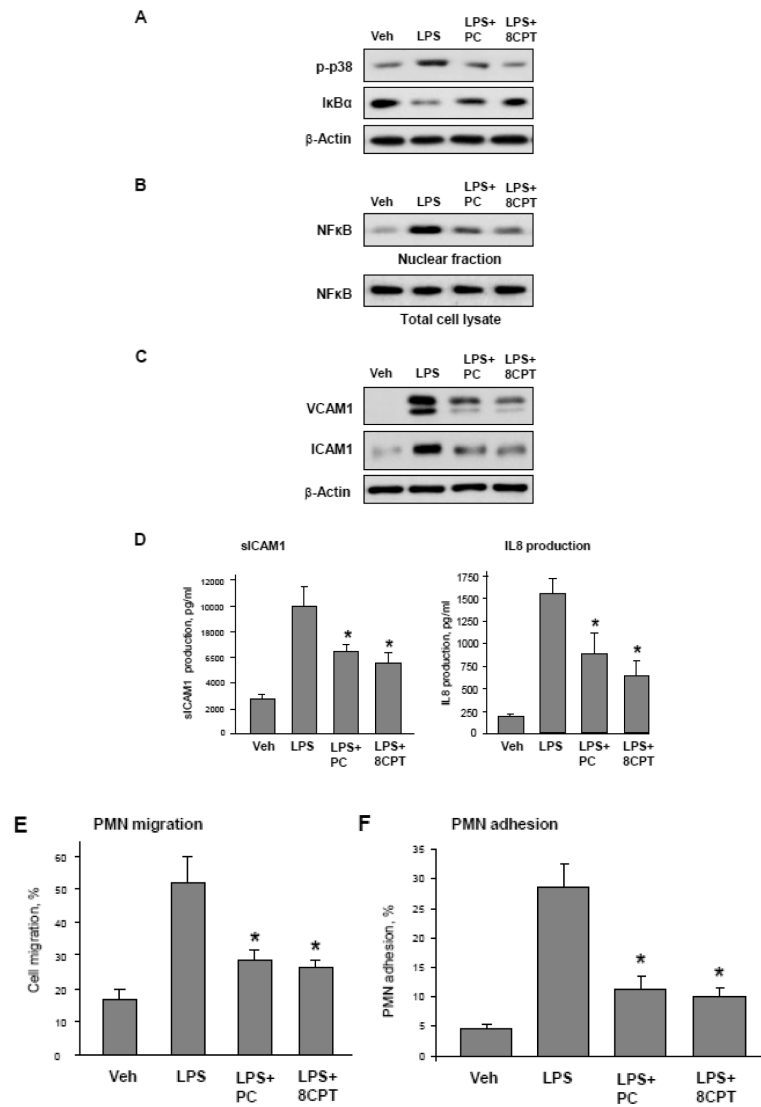 A
Veh LPS LPS+ PC LPS+ 8CPT
p-p38
IκBα
β-Actin
B
Veh LPS LPS+ PC LPS+ 8CPT
NFκB
Nuclear fraction
NFκB
Total cell lysate
C
Veh LPS LPS+ PC LPS+ 8CPT
VCAM1
ICAM1
β-Actin
D
sICAM1
sICAM1 production, pg/ml
12000
10000
18000
6500
4000
2000
0
* *
Veh LPS LPS+ PC LPS+ 8CPT
IL8 production
IL8 production, pg/ml
1750
1500
1250
1000
750
500
250
0
* *
Veh LPS LPS+ PC LPS+ 8CPT
E
PMN migration
Cell migration, %
60
50
40
30
20
10
0
* *
Veh LPS LPS+ PC LPS+ 8CPT
F
PMN adhesion
PMN adhesion, %
35
30
25
20
15
10
5
0
* *
Veh LPS LPS+ PC LPS+ 8CPT